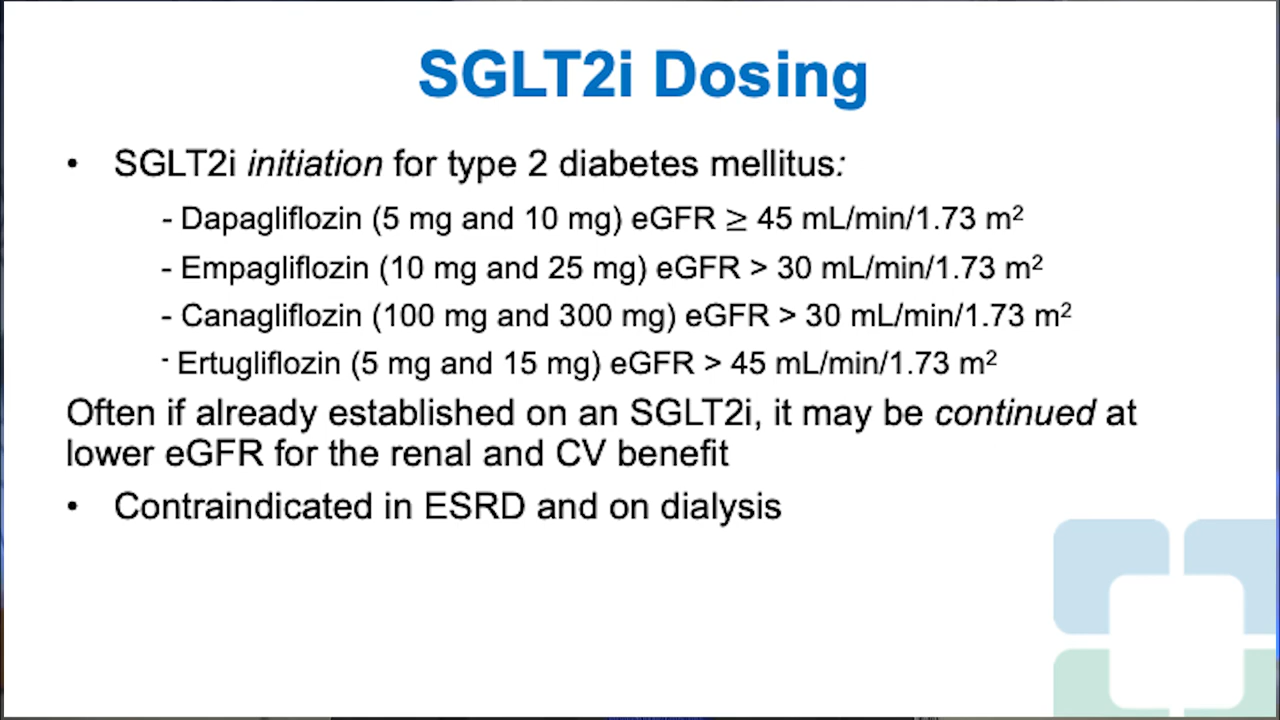 SGLT2i Dosing
• SGLT2i initiation for type 2 diabetes mellitus:
- Dapagliflozin (5 mg and 10 mg) eGFR ≥ 45 mL/min/1.73 m²
- Empagliflozin (10 mg and 25 mg) eGFR > 30 mL/min/1.73 m²
- Canagliflozin (100 mg and 300 mg) eGFR > 30 mL/min/1.73 m²
- Ertugliflozin (5 mg and 15 mg) eGFR > 45 mL/min/1.73 m²
Often if already established on an SGLT2i, it may be continued at
lower eGFR for the renal and CV benefit
• Contraindicated in ESRD and on dialysis